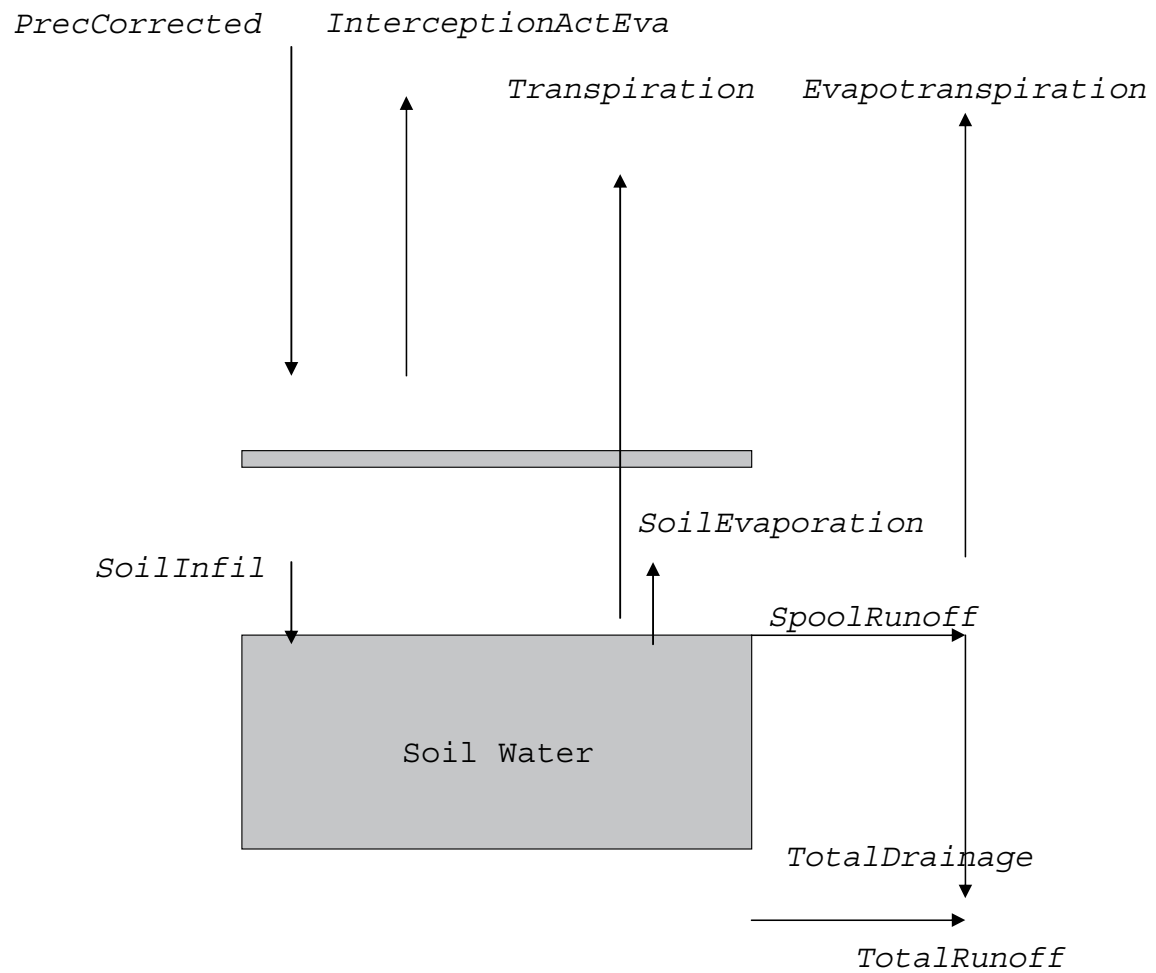 PrecCorrected InterceptionActEva
Transpiration Evapotranspiration
SoilEvaporation
SoilInfil
SpoolRunoff
Soil Water
TotalDrainage
TotalRunoff